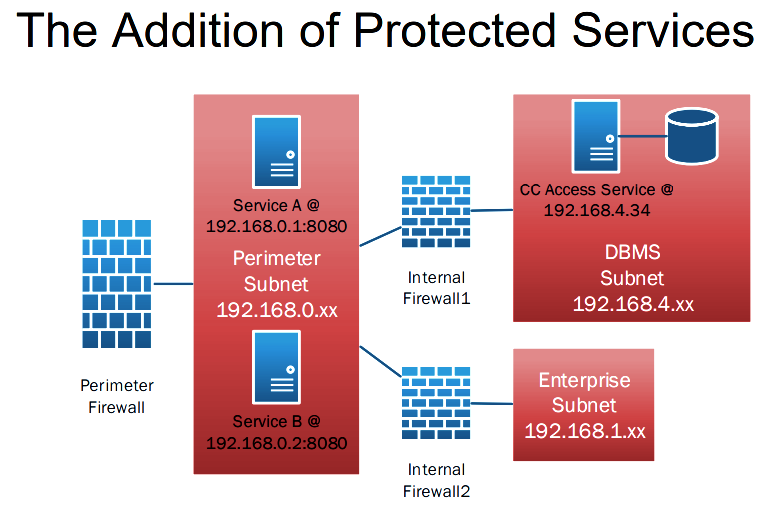 The Addition of Protected Services
Service A @
192.168.0.1:8080
Perimeter
Subnet
192.168.0.xx
Service B @
192.168.0.2:8080
Perimeter
Firewall
Internal
Firewall1
Internal
Firewall2
CC Access Service @
192.168.4.34
DBMS
Subnet
192.168.4.xx
Enterprise
Subnet
192.168.1.xx